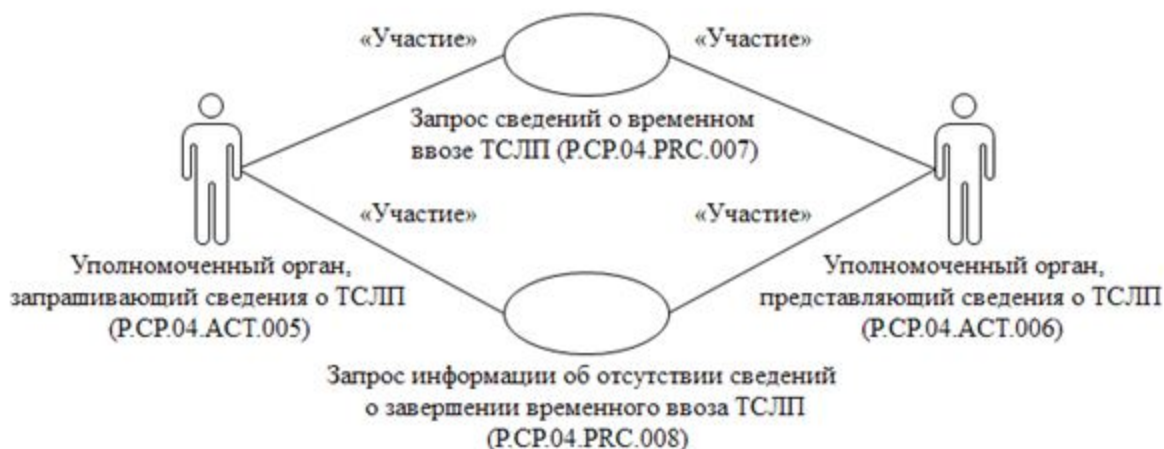 «Участие»
«Участие»
Запрос сведений о временном
ввозе ТСЛП (P.CP.04.PRC.007)
«Участие»
«Участие»
Уполномоченный орган,
запрашивающий сведения о ТСЛП
(P.CP.04.ACT.005)
Уполномоченный орган,
представляющий сведения о ТСЛП
(P.CP.04.ACT.006)
Запрос информации об отсутствии сведений
о завершении временного ввоза ТСЛП
(P.CP.04.PRC.008)